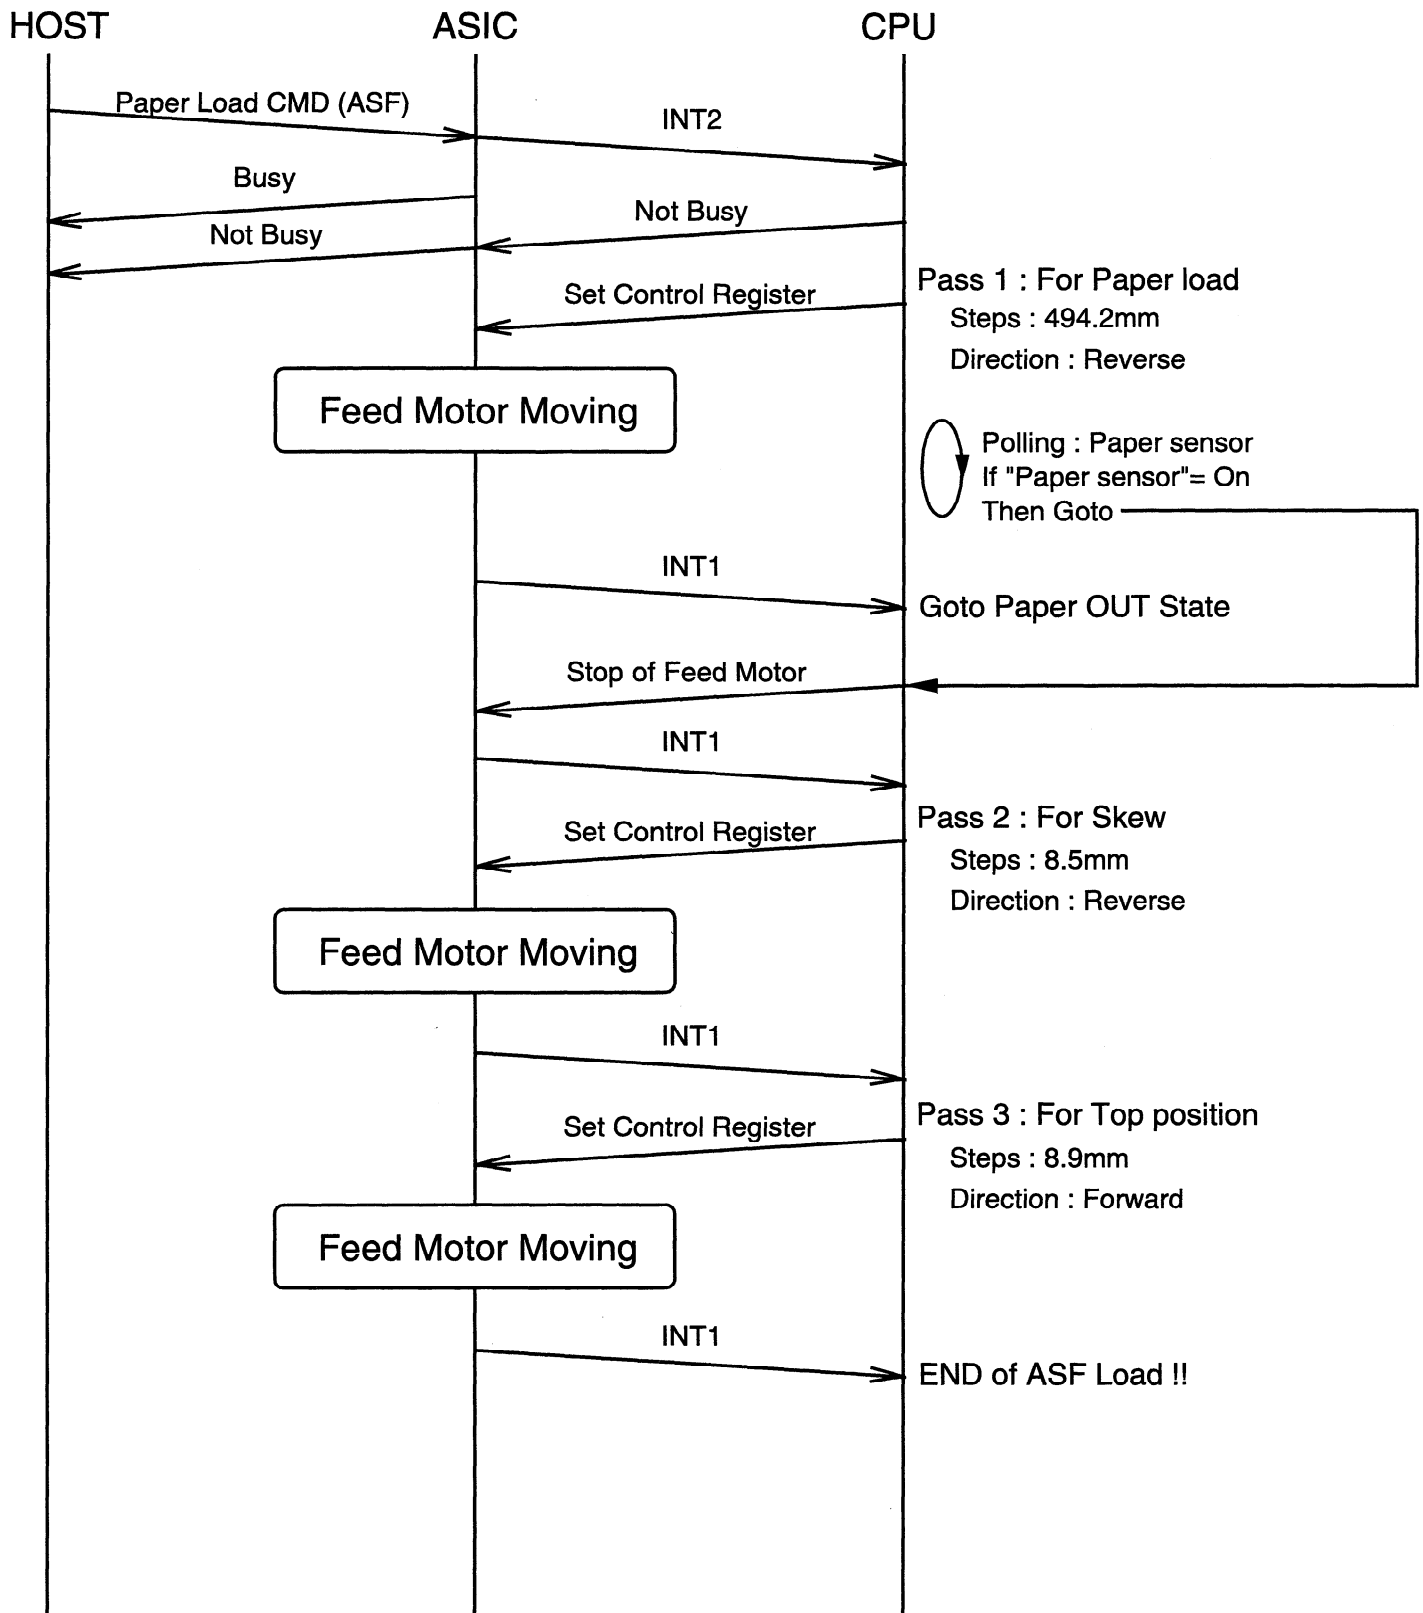 HOST ASIC CPU
Paper Load CMD (ASF)
INT2
Busy
Not Busy
Not Busy
Set Control Register
Pass 1 : For Paper load
Steps : 494.2mm
Direction : Reverse
Feed Motor Moving
Polling : Paper sensor
If "Paper sensor"= On
Then Goto
INT1
Goto Paper OUT State
Stop of Feed Motor
INT1
Pass 2 : For Skew
Set Control Register
Steps : 8.5mm
Direction : Reverse
Feed Motor Moving
INT1
Pass 3 : For Top position
Set Control Register
Steps : 8.9mm
Direction : Forward
Feed Motor Moving
INT1
END of ASF Load !!